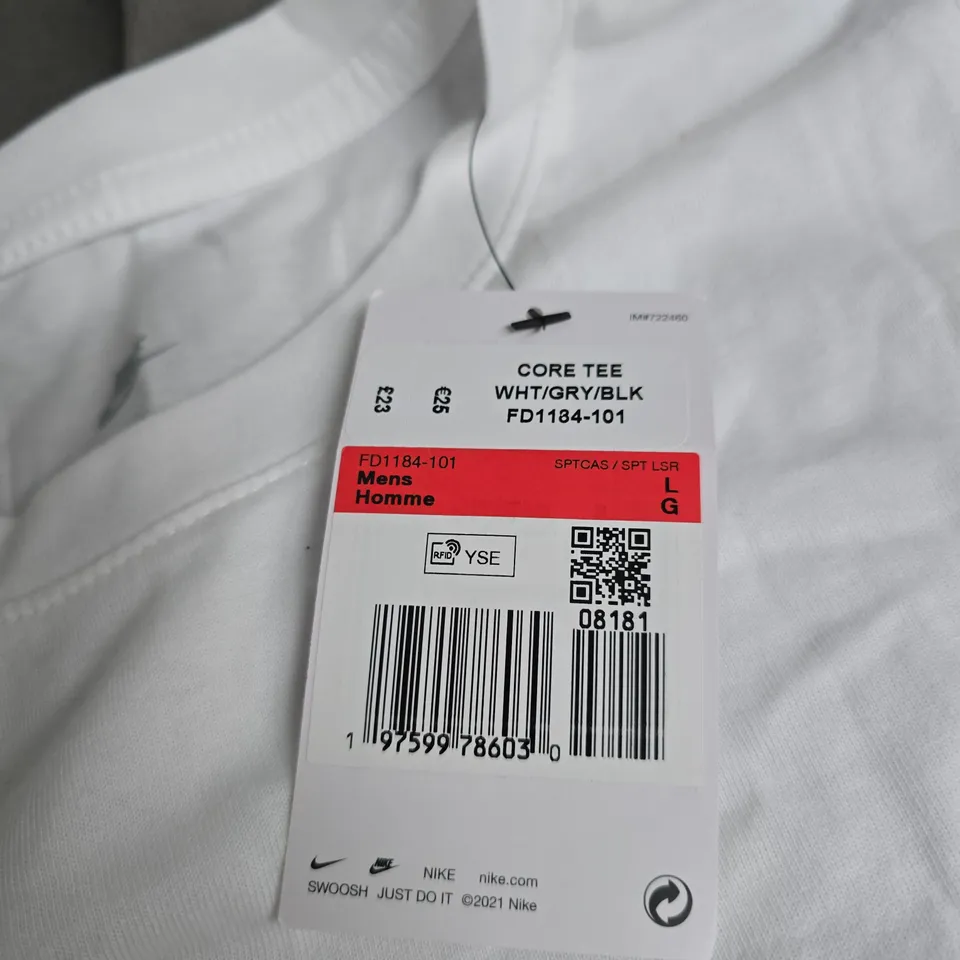 IM#722460
CORE TEE
WHT/GRY/BLK
FD1184-101
£23
€25
FD1184-101 SPTCAS / SPT LSR
Mens L
Homme G
RFID YSE
08181
1 97599 78603 0
NIKE nike.com
SWOOSH JUST DO IT ©2021 Nike